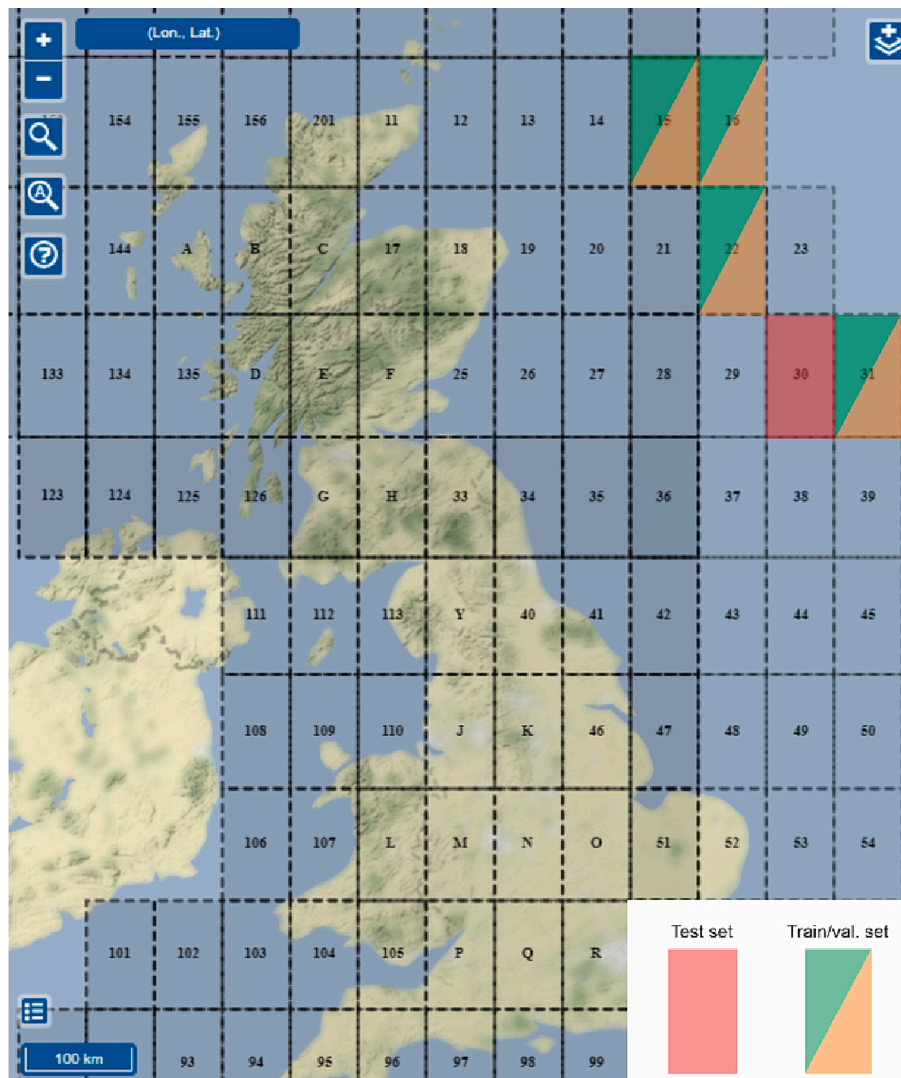 (Lon., Lat.)
+
−
154 155 156 201 11 12 13 14 15 16
A
?
144 A B C 17 18 19 20 21 22 23
133 134 135 D E F 25 26 27 28 29 30 31
123 124 125 126 G H 33 34 35 36 37 38 39
111 112 113 Y 40 41 42 43 44 45
108 109 110 J K 46 47 48 49 50
106 107 L M N O 51 52 53 54
101 102 103 104 105 P Q R
Test set Train/val. set
93 94 95 96 97 98 99
100 km